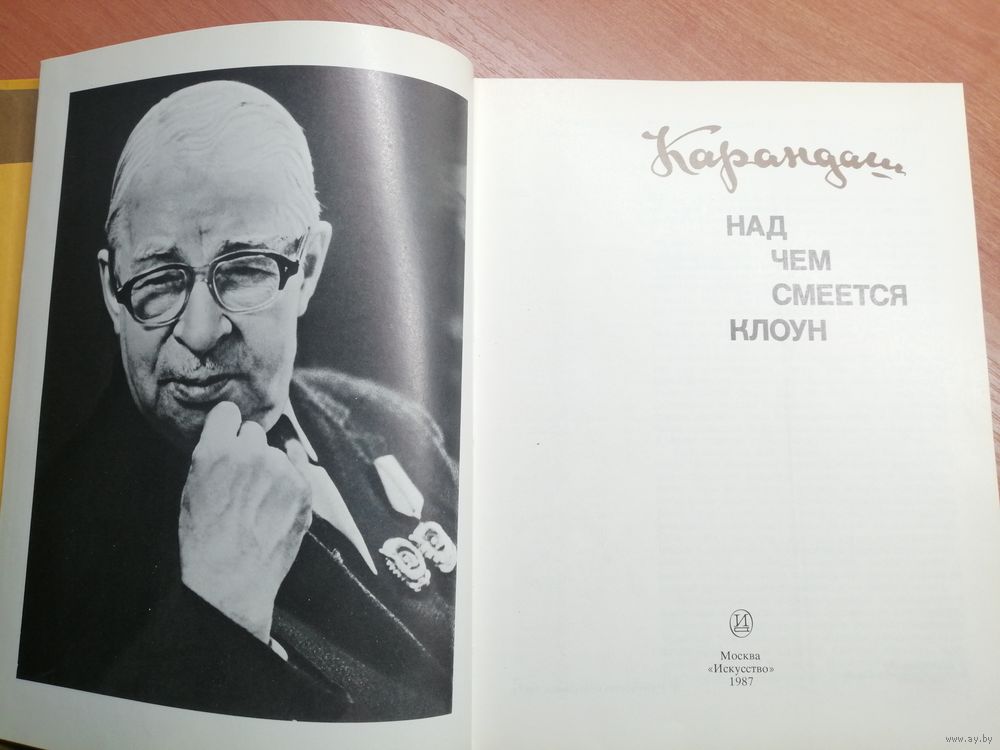 Карандаш
НАД
ЧЕМ
СМЕЕТСЯ
КЛОУН
И
Москва
«Искусство»
1987
www.ay.by